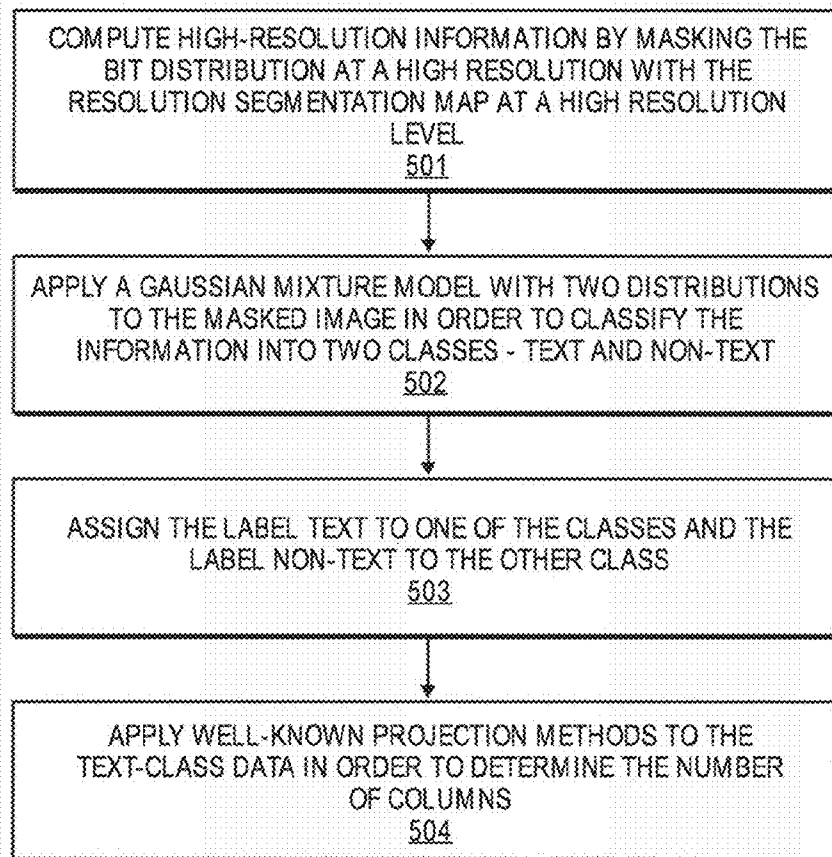 COMPUTE HIGH-RESOLUTION INFORMATION BY MASKING THE
BIT DISTRIBUTION AT A HIGH RESOLUTION WITH THE
RESOLUTION SEGMENTATION MAP AT A HIGH RESOLUTION
LEVEL
501
APPLY A GAUSSIAN MIXTURE MODEL WITH TWO DISTRIBUTIONS
TO THE MASKED IMAGE IN ORDER TO CLASSIFY THE
INFORMATION INTO TWO CLASSES - TEXT AND NON-TEXT
502
ASSIGN THE LABEL TEXT TO ONE OF THE CLASSES AND THE
LABEL NON-TEXT TO THE OTHER CLASS
503
APPLY WELL-KNOWN PROJECTION METHODS TO THE
TEXT-CLASS DATA IN ORDER TO DETERMINE THE NUMBER
OF COLUMNS
504